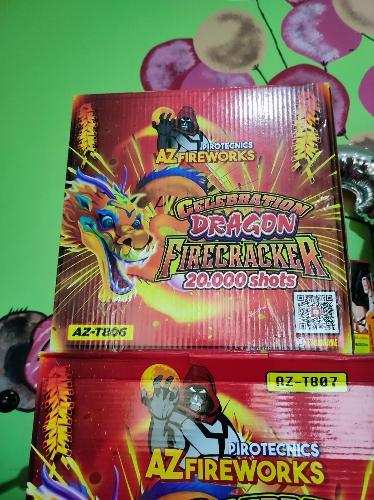 PIROTECNICS
AZ FIREWORKS
CELEBRATION
DRAGON
FIRECRACKER
20.000 shots
AZ-T806
AZ-T807
PIROTECNICS
AZ FIREWORKS